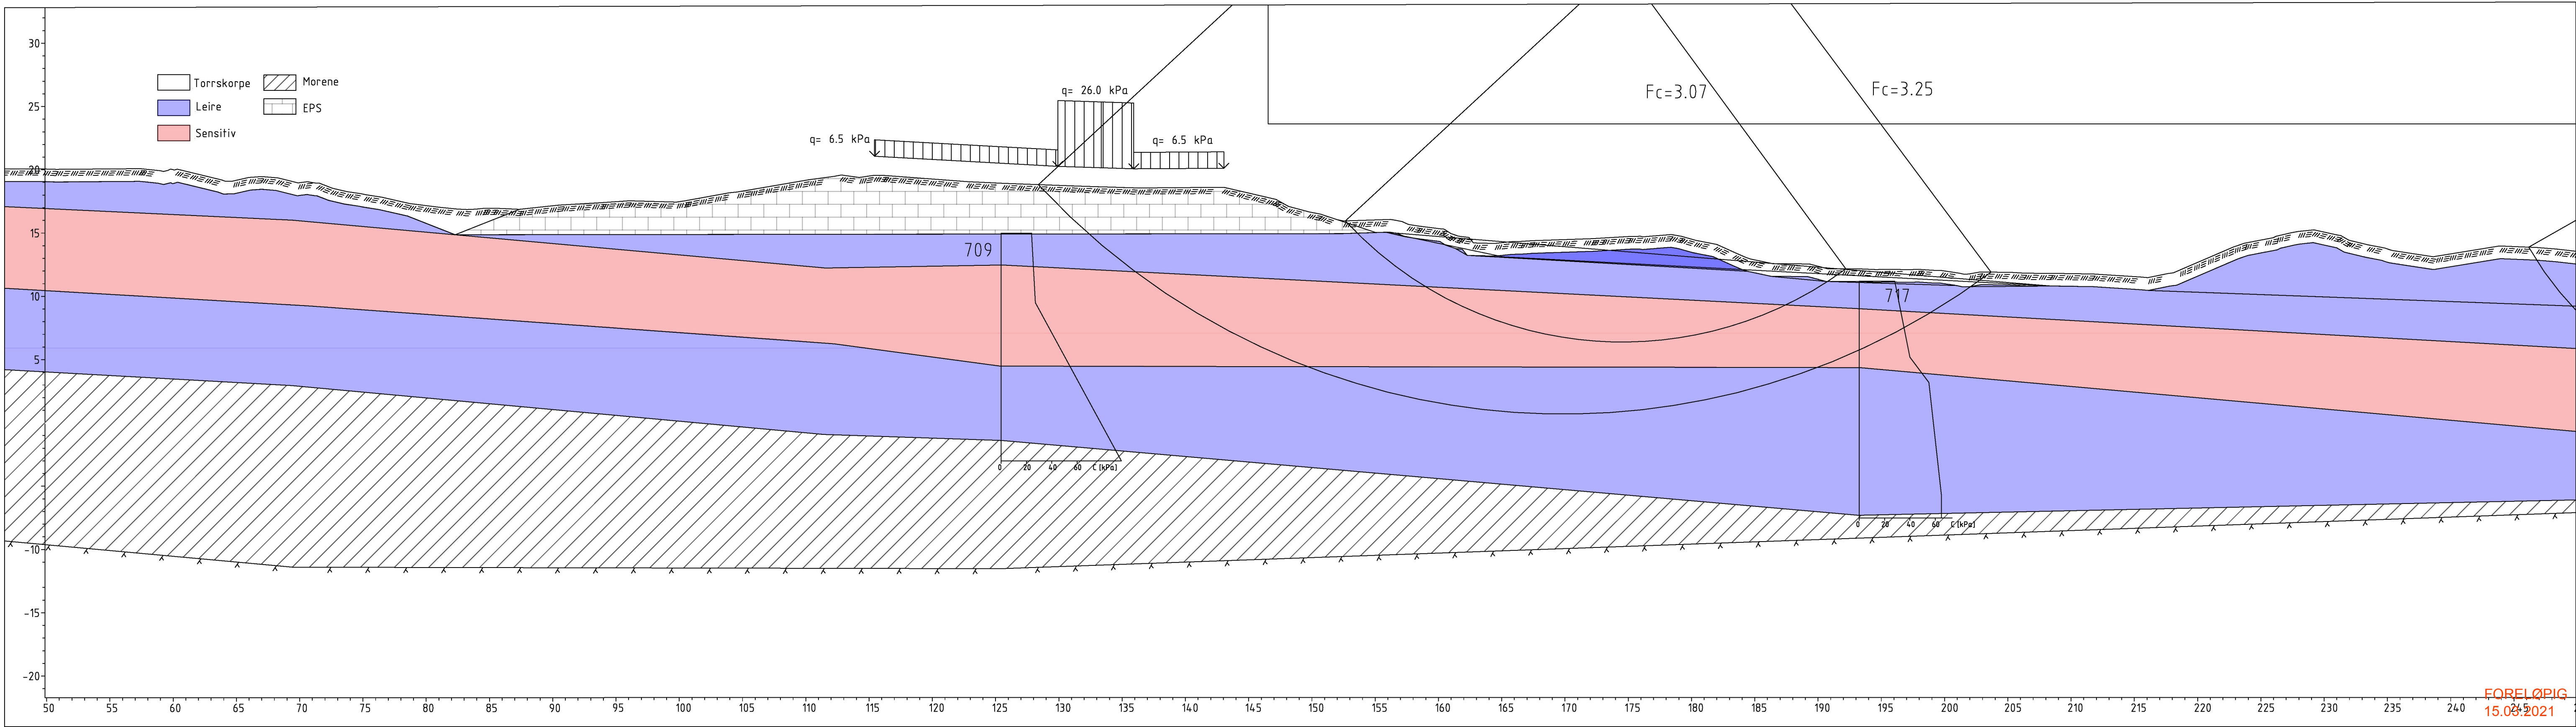 30
25
20
15
10
5
-10
-15
-20
Torrskorpe
Morene
Leire
EPS
Sensitiv
q= 26.0 kPa
q= 6.5 kPa
q= 6.5 kPa
Fc=3.07
Fc=3.25
709
717
0 20 40 60 C [kPa]
0 20 40 60 C [kPa]
50 55 60 65 70 75 80 85 90 95 100 105 110 115 120 125 130 135 140 145 150 155 160 165 170 175 180 185 190 195 200 205 210 215 220 225 230 235 240 245
FORELØPIG
15.03.2021